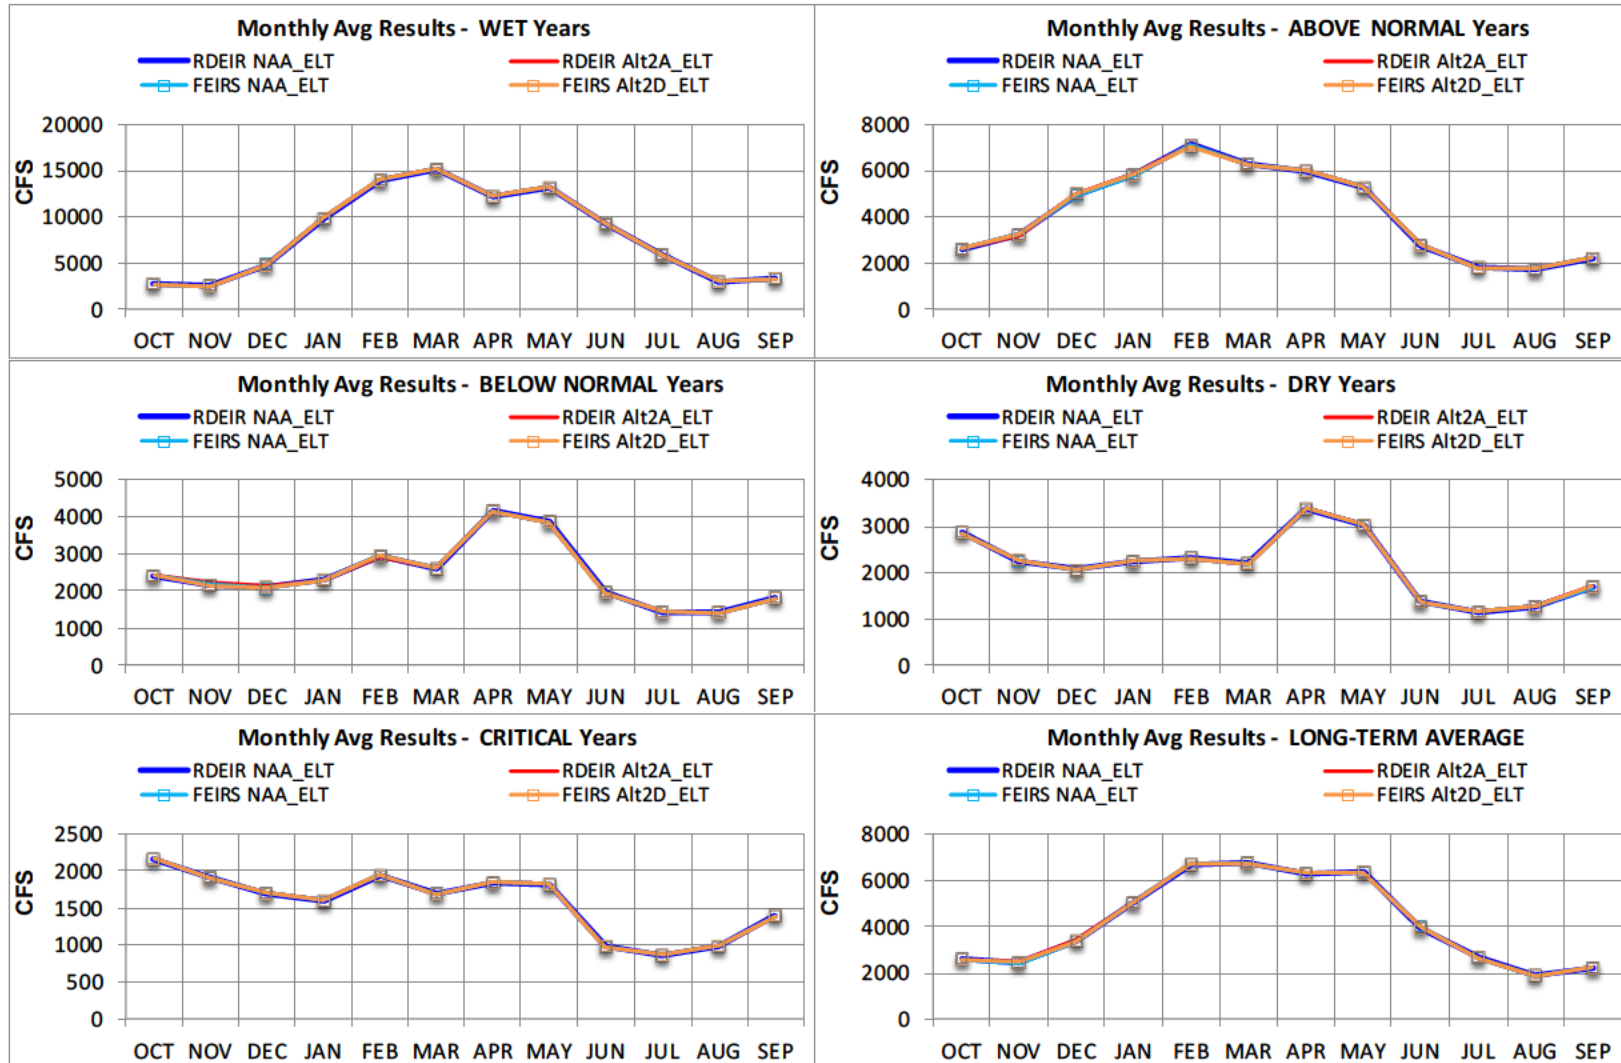 Monthly Avg Results - WET Years
RDEIR NAA_ELT RDEIR Alt2A_ELT
FEIRS NAA_ELT FEIRS Alt2D_ELT
CFS
20000
15000
10000
5000
0
OCT NOV DEC JAN FEB MAR APR MAY JUN JUL AUG SEP
Monthly Avg Results - ABOVE NORMAL Years
RDEIR NAA_ELT RDEIR Alt2A_ELT
FEIRS NAA_ELT FEIRS Alt2D_ELT
CFS
8000
6000
4000
2000
0
OCT NOV DEC JAN FEB MAR APR MAY JUN JUL AUG SEP
Monthly Avg Results - BELOW NORMAL Years
RDEIR NAA_ELT RDEIR Alt2A_ELT
FEIRS NAA_ELT FEIRS Alt2D_ELT
CFS
5000
4000
3000
2000
1000
0
OCT NOV DEC JAN FEB MAR APR MAY JUN JUL AUG SEP
Monthly Avg Results - DRY Years
RDEIR NAA_ELT RDEIR Alt2A_ELT
FEIRS NAA_ELT FEIRS Alt2D_ELT
CFS
4000
3000
2000
1000
0
OCT NOV DEC JAN FEB MAR APR MAY JUN JUL AUG SEP
Monthly Avg Results - CRITICAL Years
RDEIR NAA_ELT RDEIR Alt2A_ELT
FEIRS NAA_ELT FEIRS Alt2D_ELT
CFS
2500
2000
1500
1000
500
0
OCT NOV DEC JAN FEB MAR APR MAY JUN JUL AUG SEP
Monthly Avg Results - LONG-TERM AVERAGE
RDEIR NAA_ELT RDEIR Alt2A_ELT
FEIRS NAA_ELT FEIRS Alt2D_ELT
CFS
8000
6000
4000
2000
0
OCT NOV DEC JAN FEB MAR APR MAY JUN JUL AUG SEP